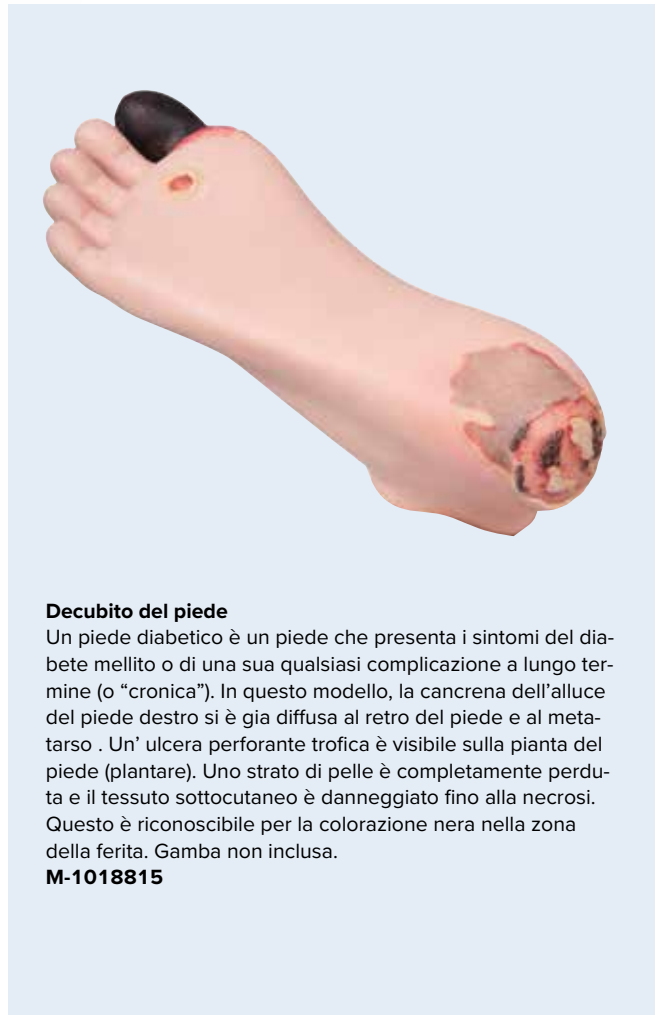 Decubito del piede
Un piede diabetico è un piede che presenta i sintomi del dia-
bete mellito o di una sua qualsiasi complicazione a lungo ter-
mine (o “cronica”). In questo modello, la cancrena dell’alluce
del piede destro si è gia diffusa al retro del piede e al meta-
tarso . Un’ ulcera perforante trofica è visibile sulla pianta del
piede (plantare). Uno strato di pelle è completamente perdu-
ta e il tessuto sottocutaneo è danneggiato fino alla necrosi.
Questo è riconoscibile per la colorazione nera nella zona
della ferita. Gamba non inclusa.
M-1018815